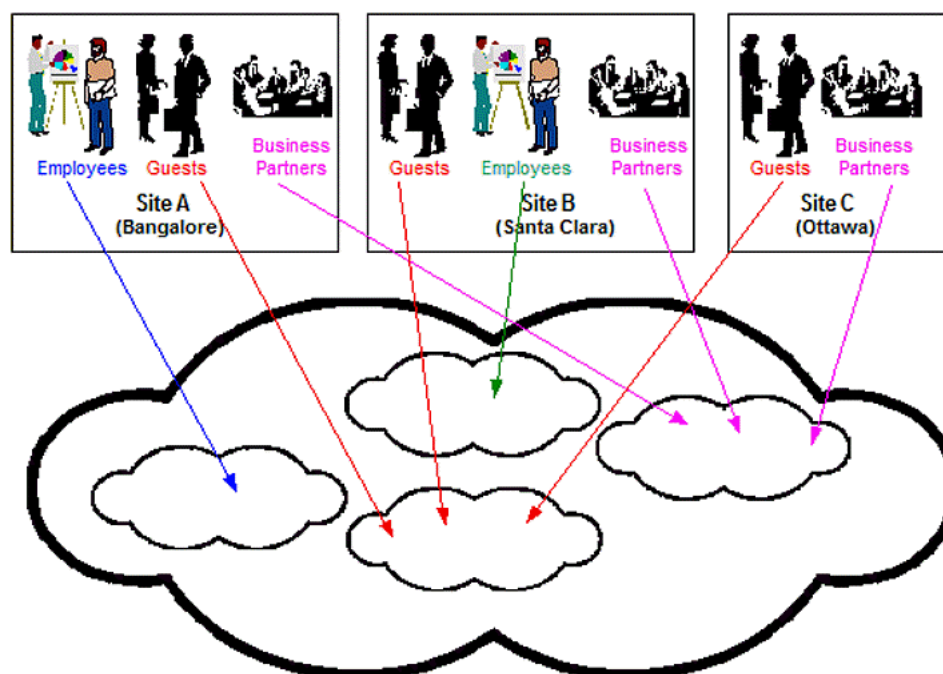 Employees
Guests
Business
Partners
Site A
(Bangalore)
Guests
Employees
Business
Partners
Site B
(Santa Clara)
Guests
Business
Partners
Site C
(Ottawa)